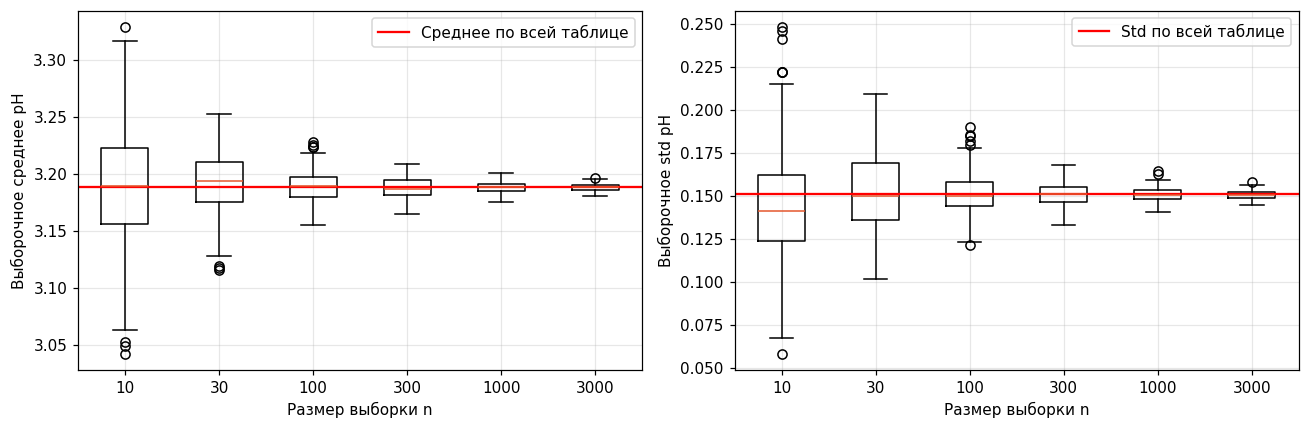 Среднее по всей таблице
Выборочное среднее pH
3.30
3.25
3.20
3.15
3.10
3.05
10 30 100 300 1000 3000
Размер выборки n
Std по всей таблице
Выборочное std pH
0.250
0.225
0.200
0.175
0.150
0.125
0.100
0.075
0.050
10 30 100 300 1000 3000
Размер выборки n